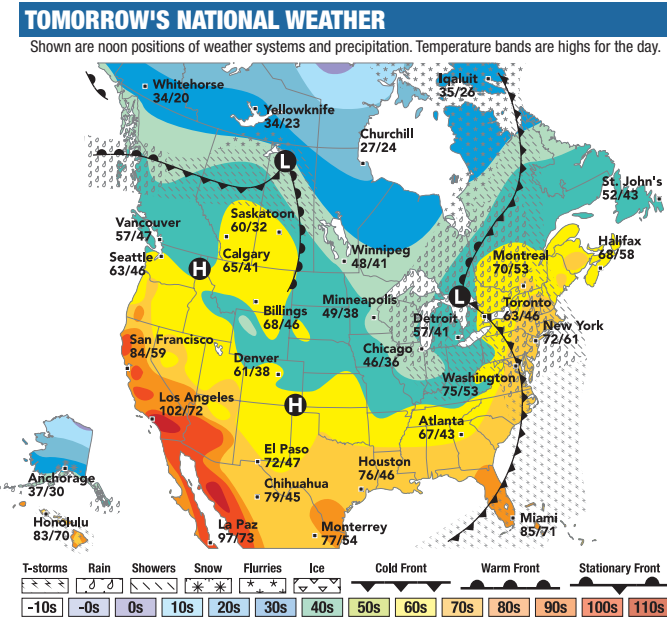 TOMORROW'S NATIONAL WEATHER
Shown are noon positions of weather systems and precipitation. Temperature bands are highs for the day.
Whitehorse
34/20
Yellowknife
34/23
Iqaluit
35/26
Churchill
27/24
L
St. John's
52/43
Vancouver
57/47
Saskatoon
60/32
Seattle
63/46
Calgary
65/41
Winnipeg
48/41
Montreal
70/53
Halifax
68/58
H
L
Billings
68/46
Minneapolis
49/38
Detroit
57/41
Toronto
63/46
New York
72/61
San Francisco
84/59
Denver
61/38
Chicago
46/36
Washington
75/53
Los Angeles
102/72
H
Atlanta
67/43
El Paso
72/47
Houston
76/46
Anchorage
37/30
Chihuahua
79/45
Honolulu
83/70
La Paz
97/73
Monterrey
77/54
Miami
85/71
T-storms Rain Showers Snow Flurries Ice Cold Front Warm Front Stationary Front
-10s -0s 0s 10s 20s 30s 40s 50s 60s 70s 80s 90s 100s 110s